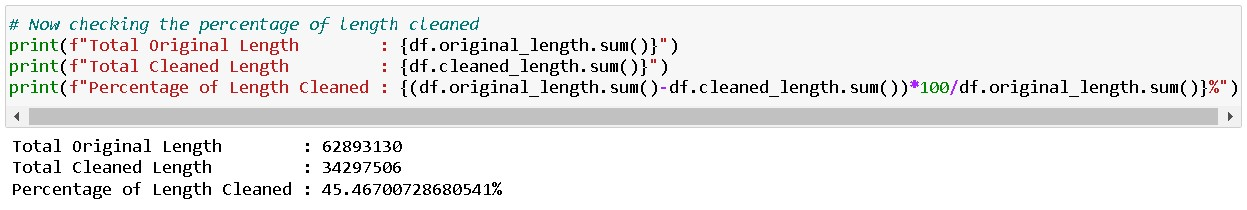 # Now checking the percentage of length cleaned
print(f"Total Original Length        : {df.original_length.sum()}")
print(f"Total Cleaned Length         : {df.cleaned_length.sum()}")
print(f"Percentage of Length Cleaned : {(df.original_length.sum()-df.cleaned_length.sum())*100/df.original_length.sum()}%")
Total Original Length        : 62893130
Total Cleaned Length         : 34297506
Percentage of Length Cleaned : 45.46700728680541%